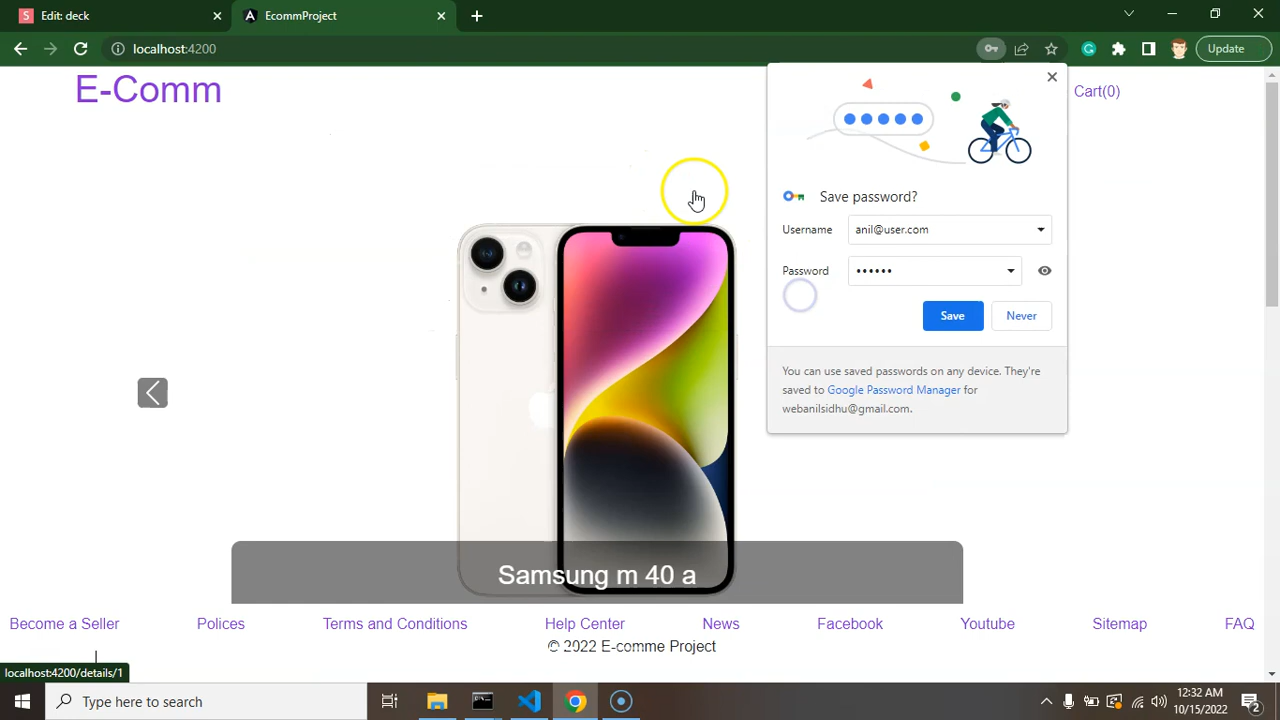 Edit: deck
EcommProject
localhost:4200
Update
E-Comm
Cart(0)
Save password?
Username
anil@user.com
Password
••••••
Save
Never
You can use saved passwords on any device. They're
saved to Google Password Manager for
webanilsidhu@gmail.com.
Samsung m 40 a
Become a Seller
Polices
Terms and Conditions
Help Center
News
Facebook
Youtube
Sitemap
FAQ
© 2022 E-comme Project
localhost:4200/details/1
Type here to search
12:32 AM
10/15/2022
2